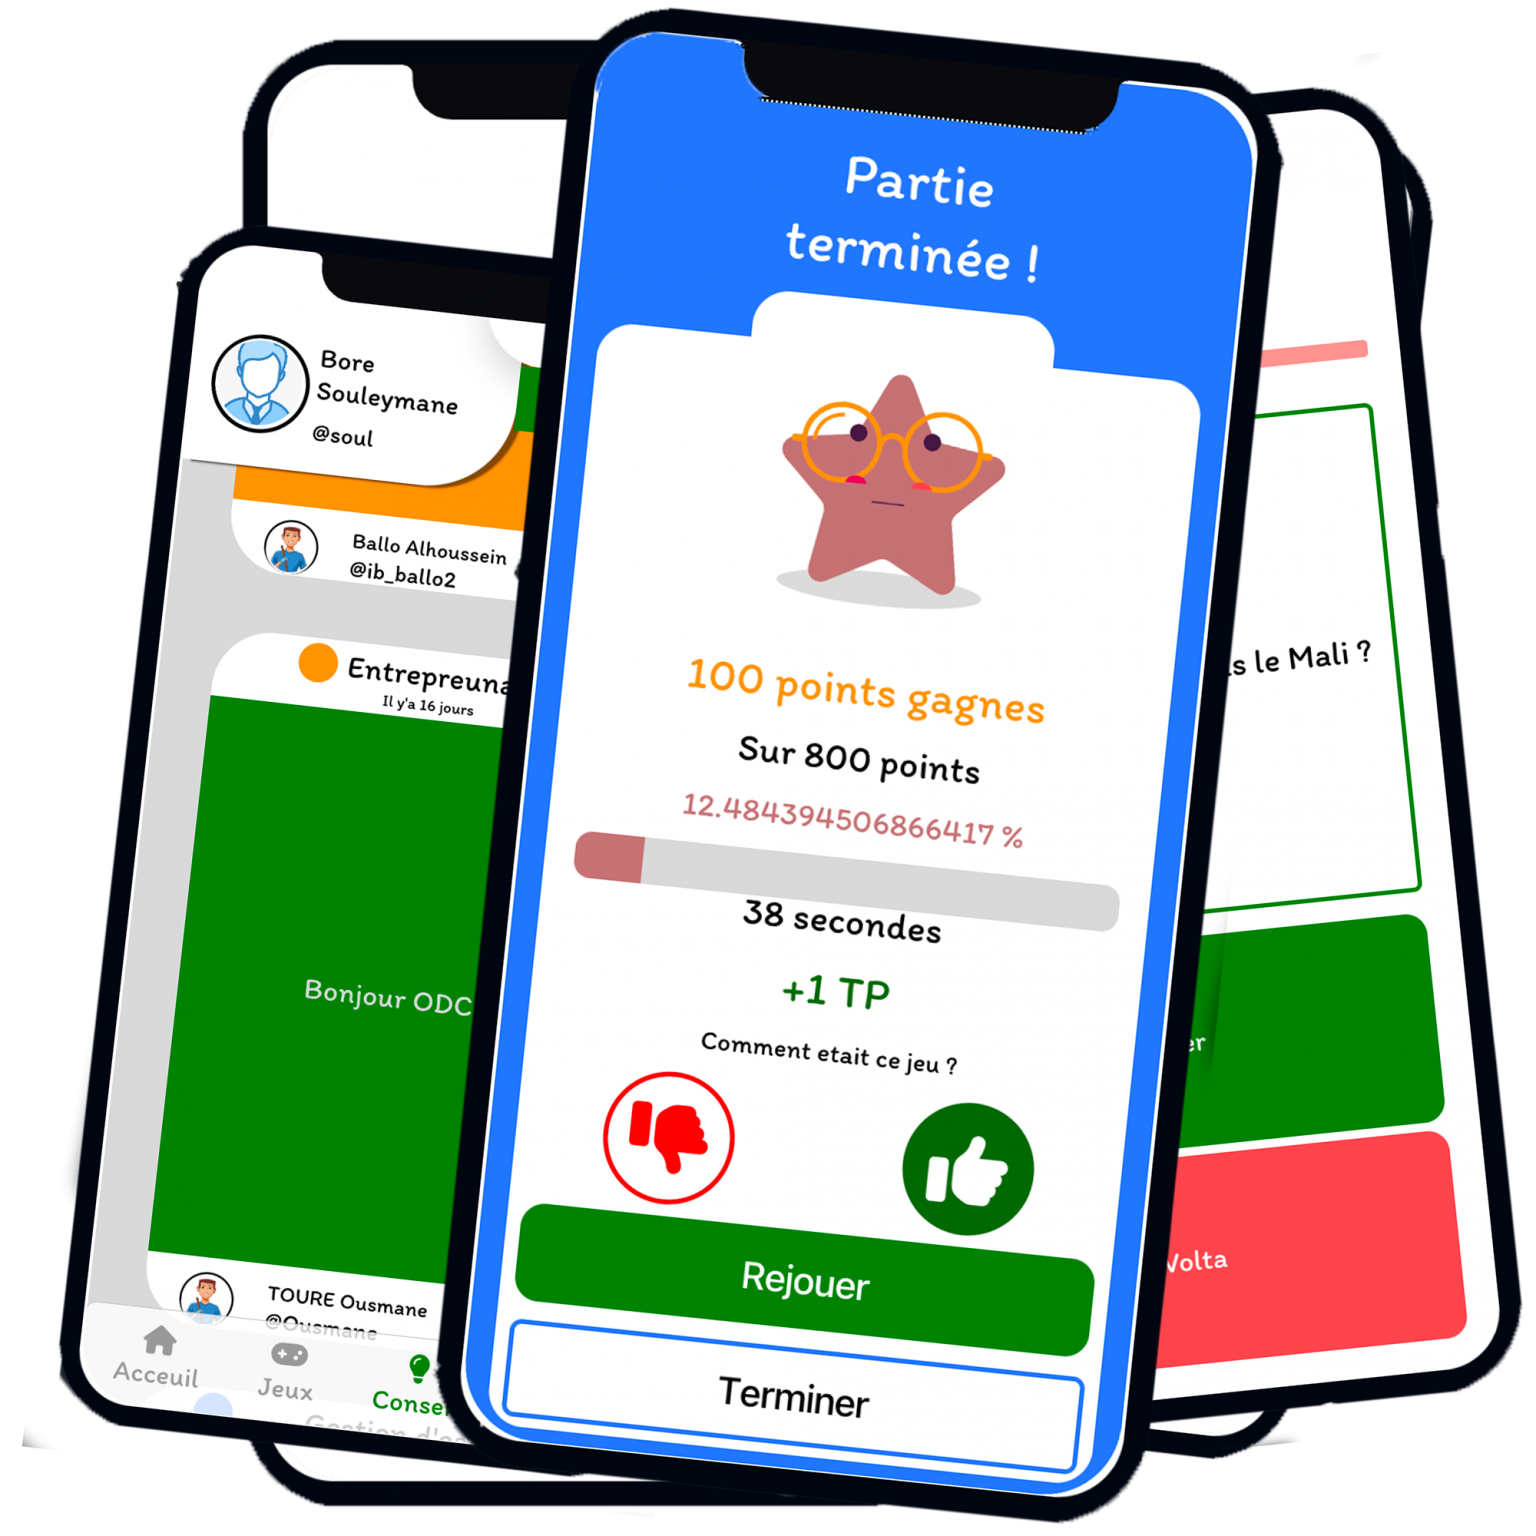 Partie
terminée !
100 points gagnes
Sur 800 points
12.484394506866417 %
38 secondes
+1 TP
Comment etait ce jeu ?
Rejouer
Terminer
Bore
Souleymane
@soul
Ballo Alhoussein
@ib_ballo2
Entrepreuna
Il y'a 16 jours
Bonjour ODC
TOURE Ousmane
@Ousmane
Acceuil
Jeux
Consei
le Mali ?
er
Volta